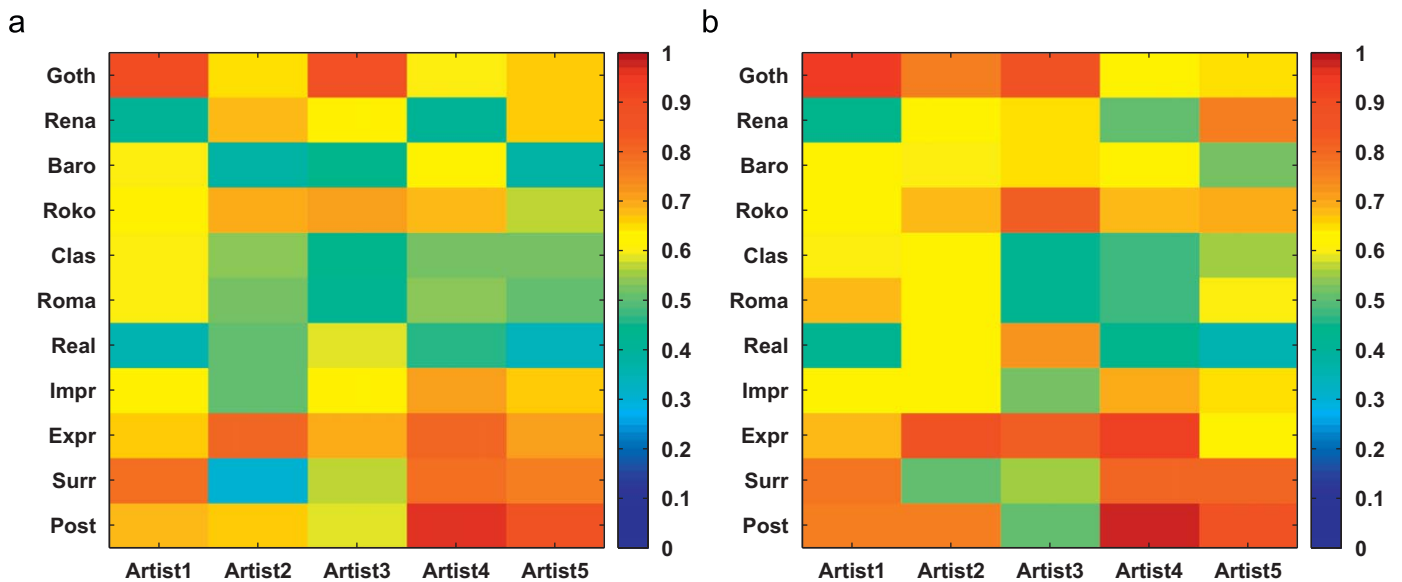 a
Goth
Rena
Baro
Roko
Clas
Roma
Real
Impr
Expr
Surr
Post
Artist1 Artist2 Artist3 Artist4 Artist5
1
0.9
0.8
0.7
0.6
0.5
0.4
0.3
0.2
0.1
0
b
Goth
Rena
Baro
Roko
Clas
Roma
Real
Impr
Expr
Surr
Post
Artist1 Artist2 Artist3 Artist4 Artist5
1
0.9
0.8
0.7
0.6
0.5
0.4
0.3
0.2
0.1
0